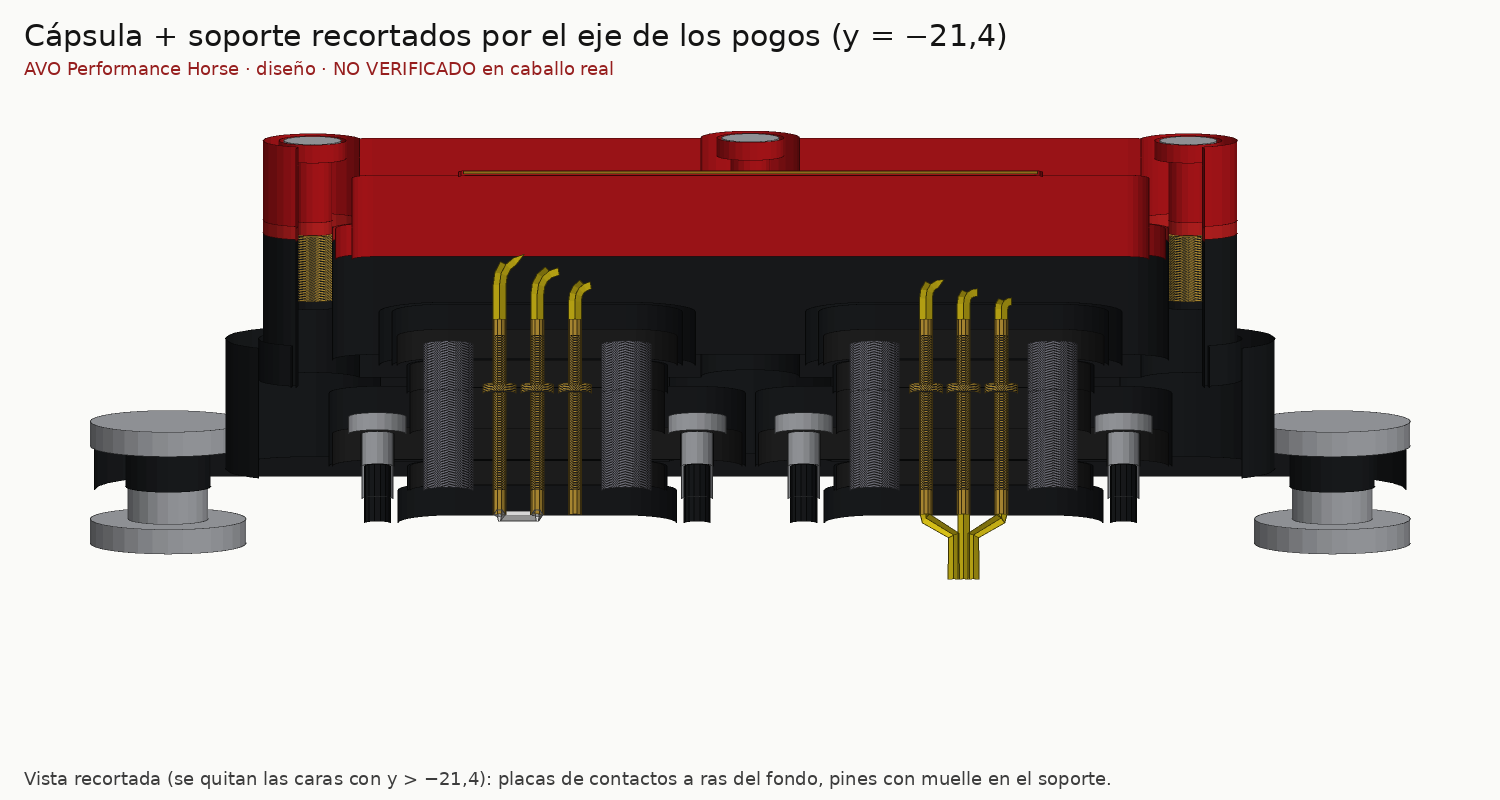 Cápsula + soporte recortados por el eje de los pogos (y = −21,4)
AVO Performance Horse · diseño · NO VERIFICADO en caballo real
Vista recortada (se quitan las caras con y > −21,4): placas de contactos a ras del fondo, pines con muelle en el soporte.